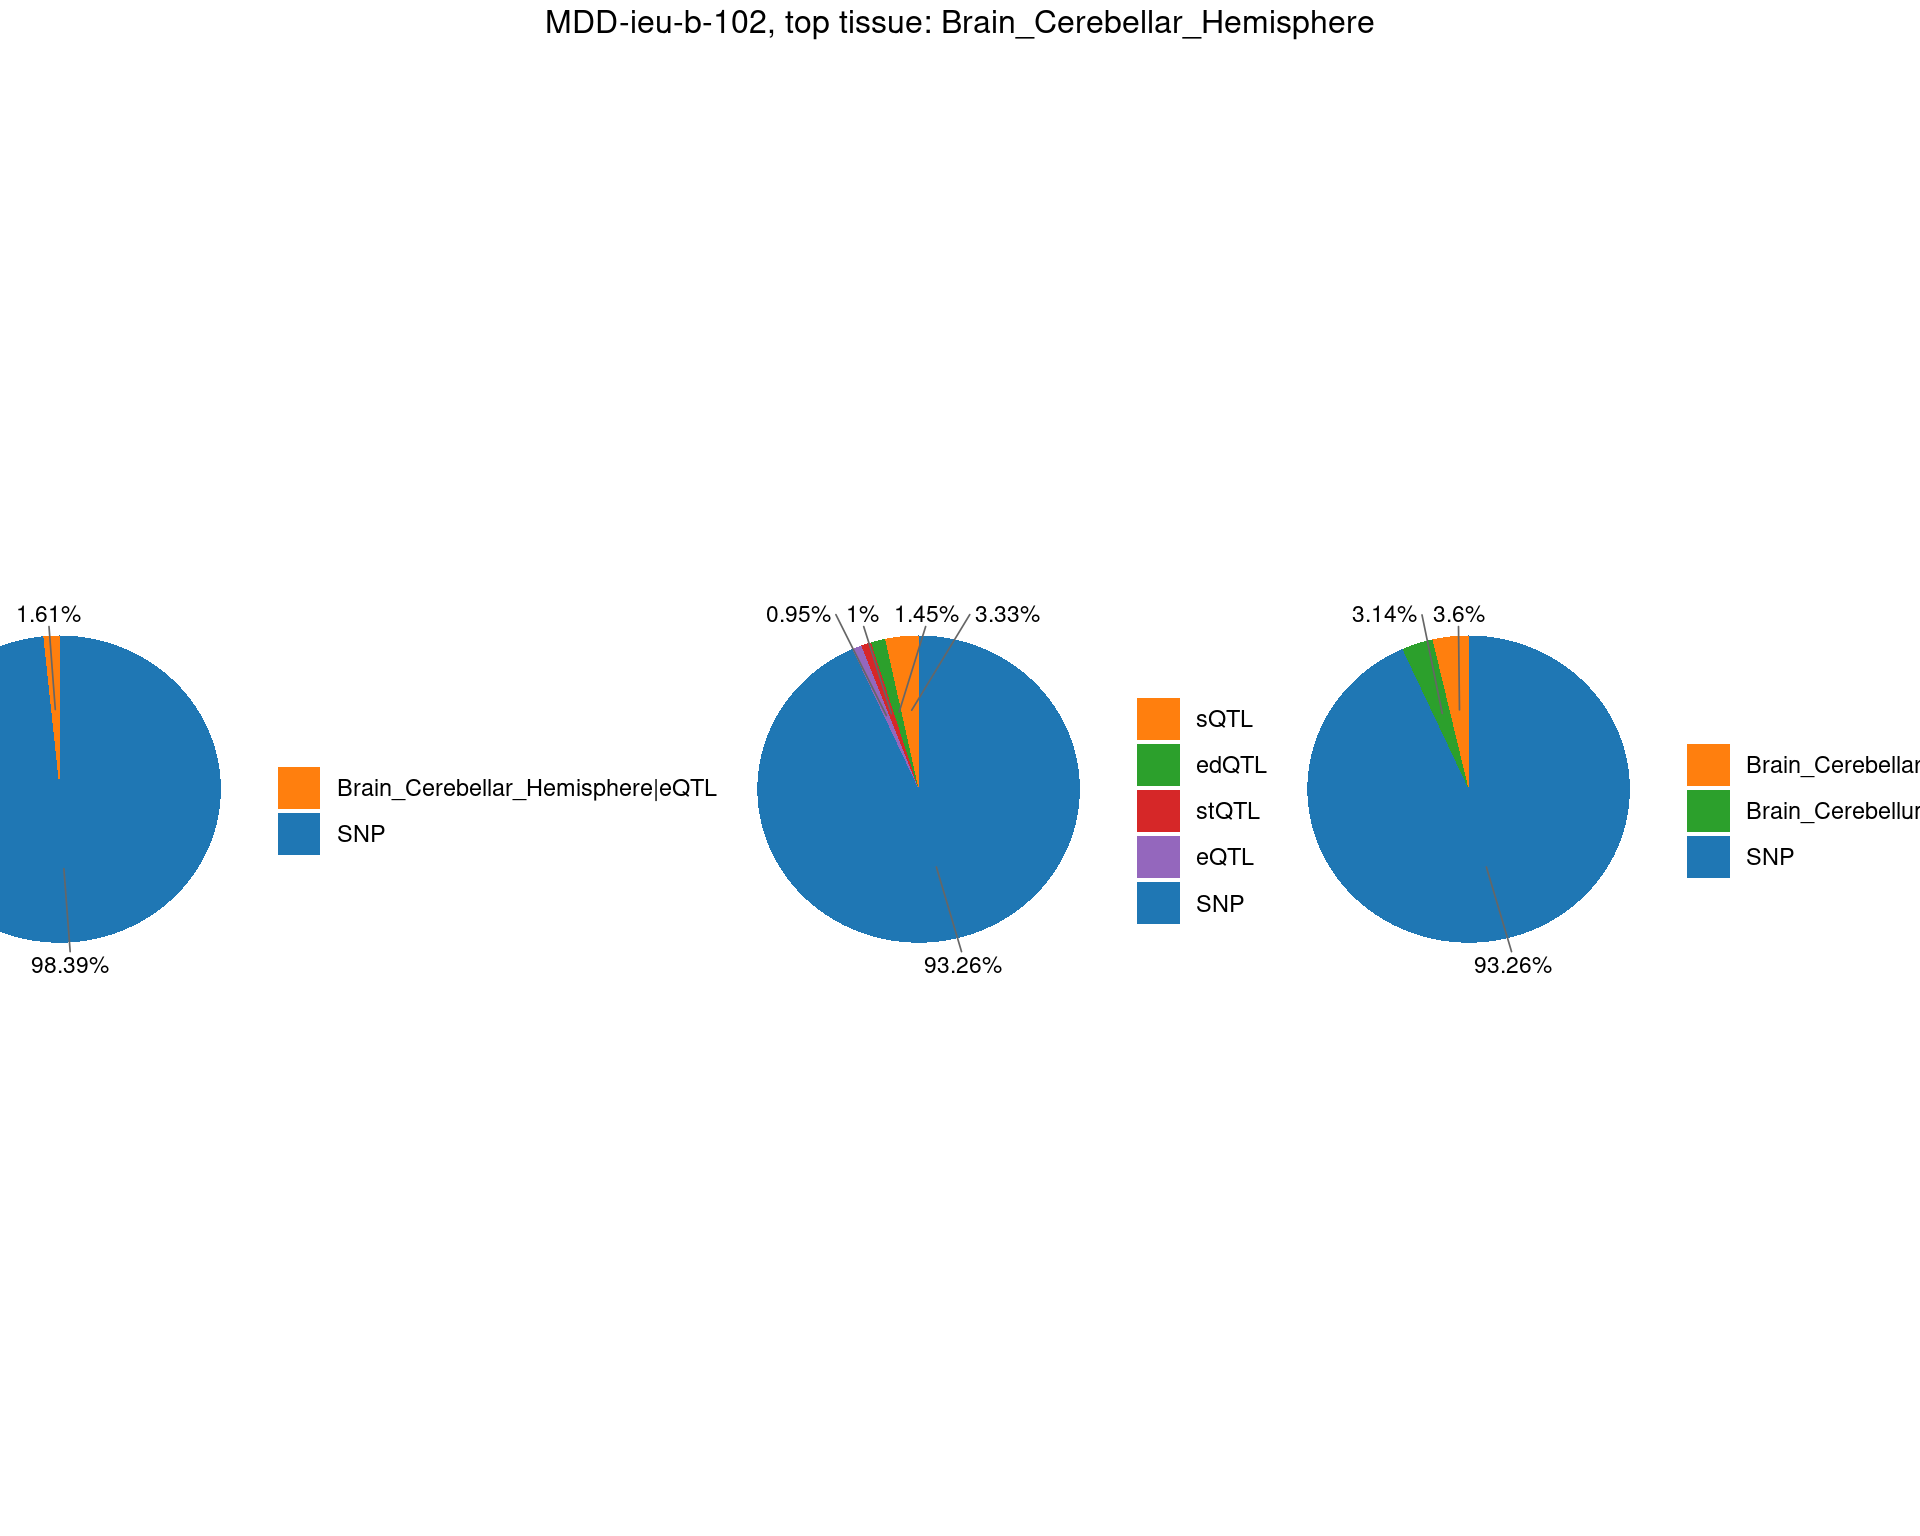 MDD-ieu-b-102, top tissue: Brain_Cerebellar_Hemisphere
1.61%
98.39%
Brain_Cerebellar_Hemisphere|eQTL
SNP
0.95% 1% 1.45% 3.33%
93.26%
sQTL
edQTL
stQTL
eQTL
SNP
3.14% 3.6%
93.26%
Brain_Cerebellar
Brain_Cerebellu
SNP